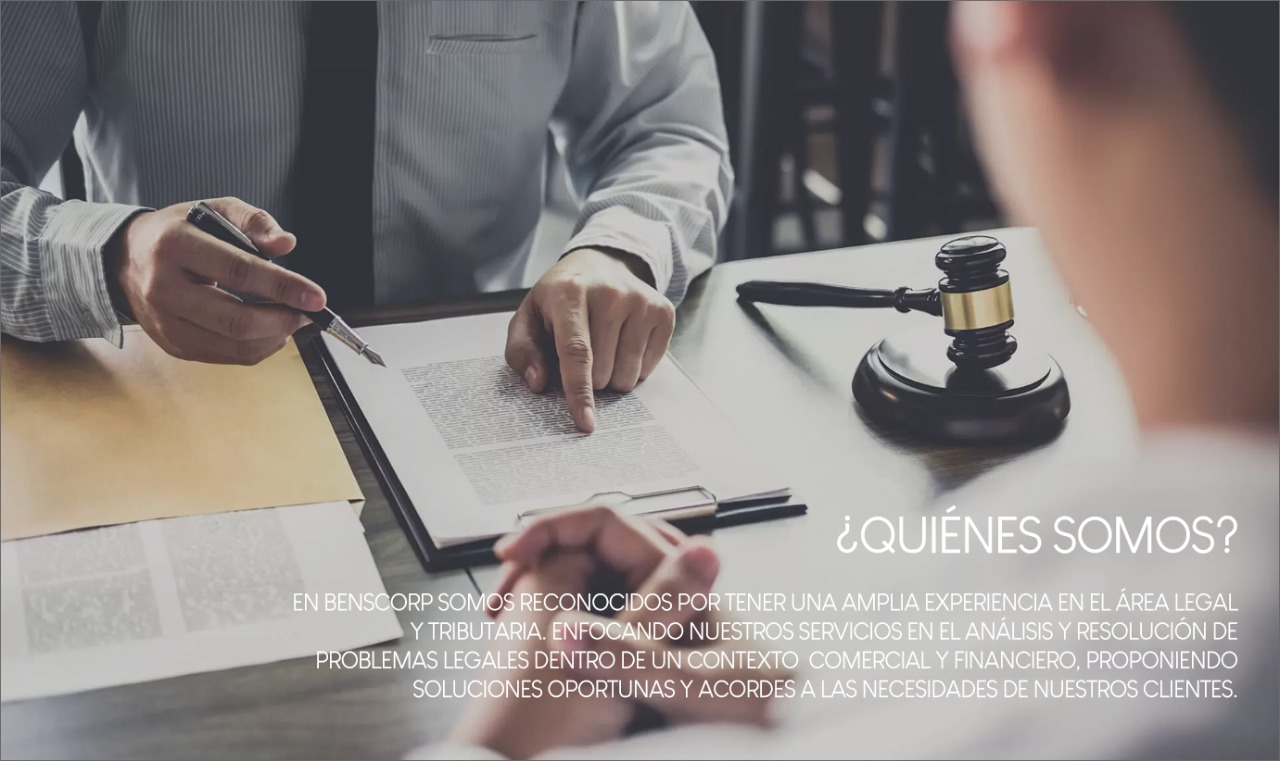 ¿QUIÉNES SOMOS?
EN BENSCORP SOMOS RECONOCIDOS POR TENER UNA AMPLIA EXPERIENCIA EN EL ÁREA LEGAL
Y TRIBUTARIA. ENFOCANDO NUESTROS SERVICIOS EN EL ANÁLISIS Y RESOLUCIÓN DE
PROBLEMAS LEGALES DENTRO DE UN CONTEXTO COMERCIAL Y FINANCIERO, PROPONIENDO
SOLUCIONES OPORTUNAS Y ACORDES A LAS NECESIDADES DE NUESTROS CLIENTES.